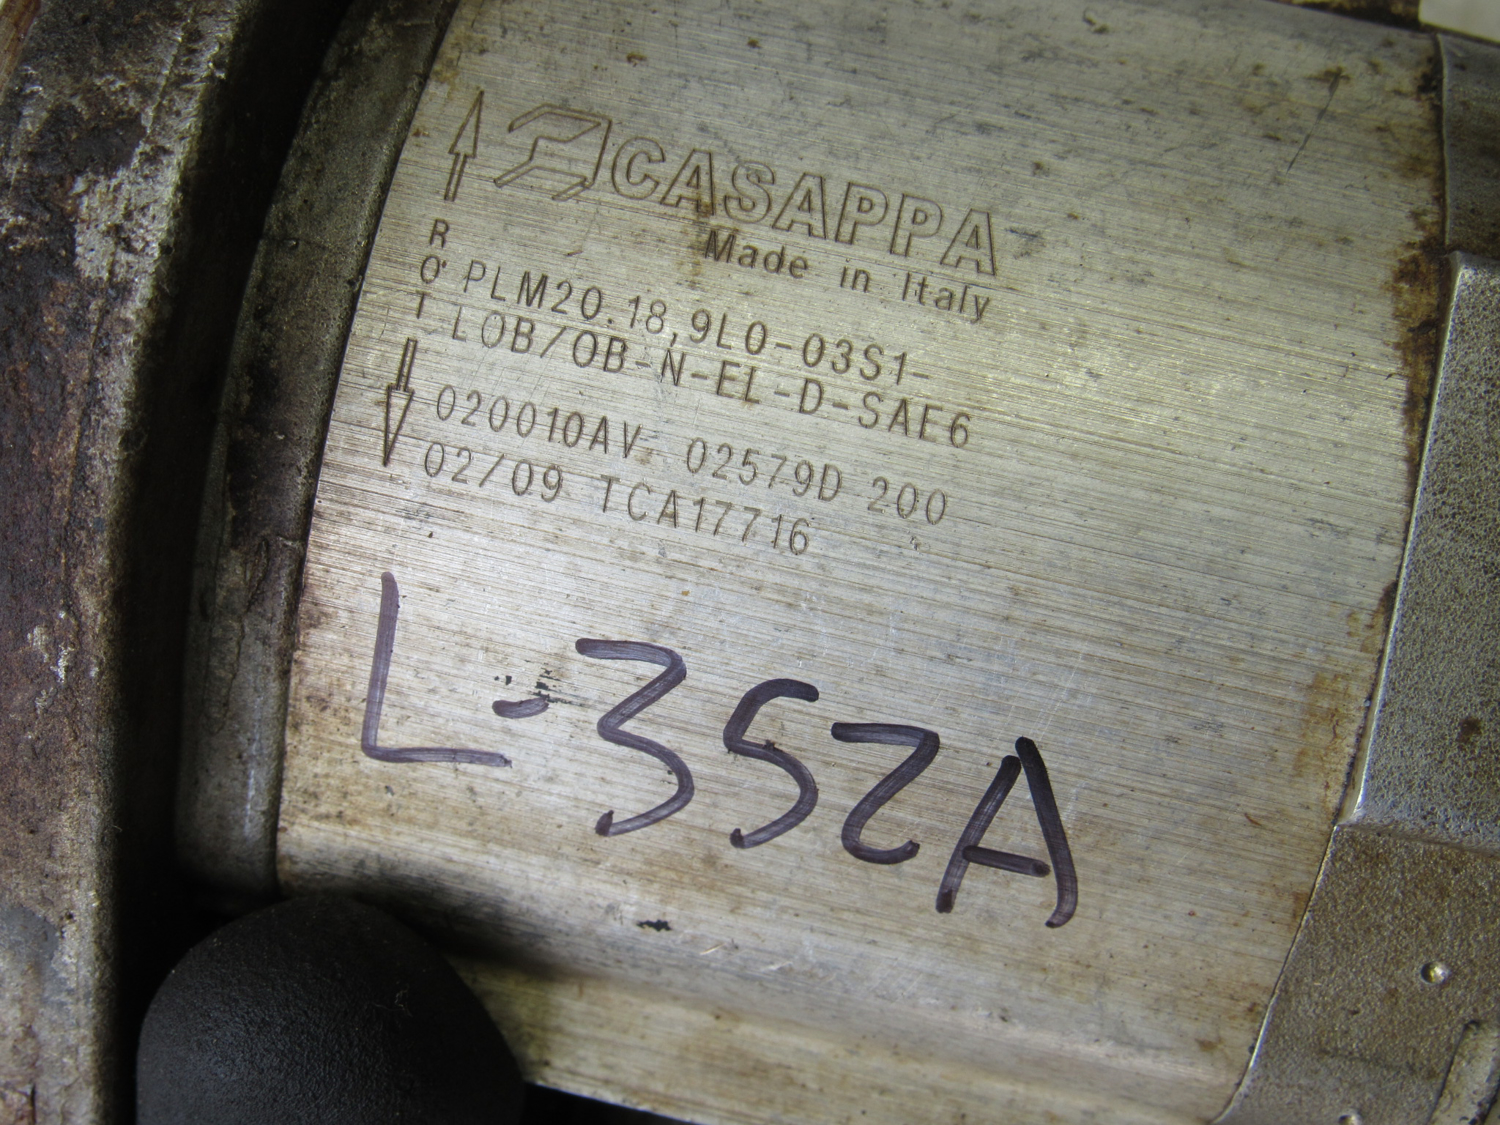 CASAPPA
Made in Italy
ROT
PLM20.18,9L0-03S1-
LOB/OB-N-EL-D-SAE6
020010AV 02579D 200
02/09 TCA17716
L-352A